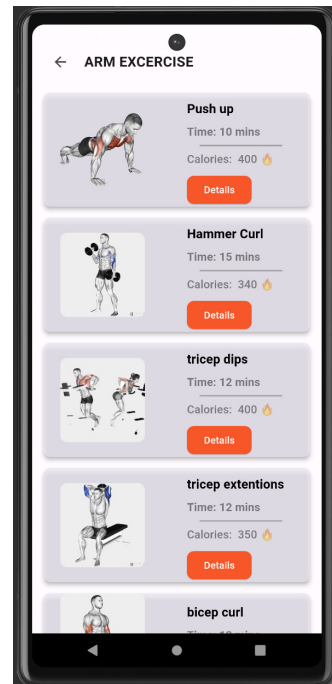 ARM EXCERCISE
Push up
Time: 10 mins
Calories: 400
Details
Hammer Curl
Time: 15 mins
Calories: 340
Details
tricep dips
Time: 12 mins
Calories: 400
Details
tricep extentions
Time: 12 mins
Calories: 350
Details
bicep curl